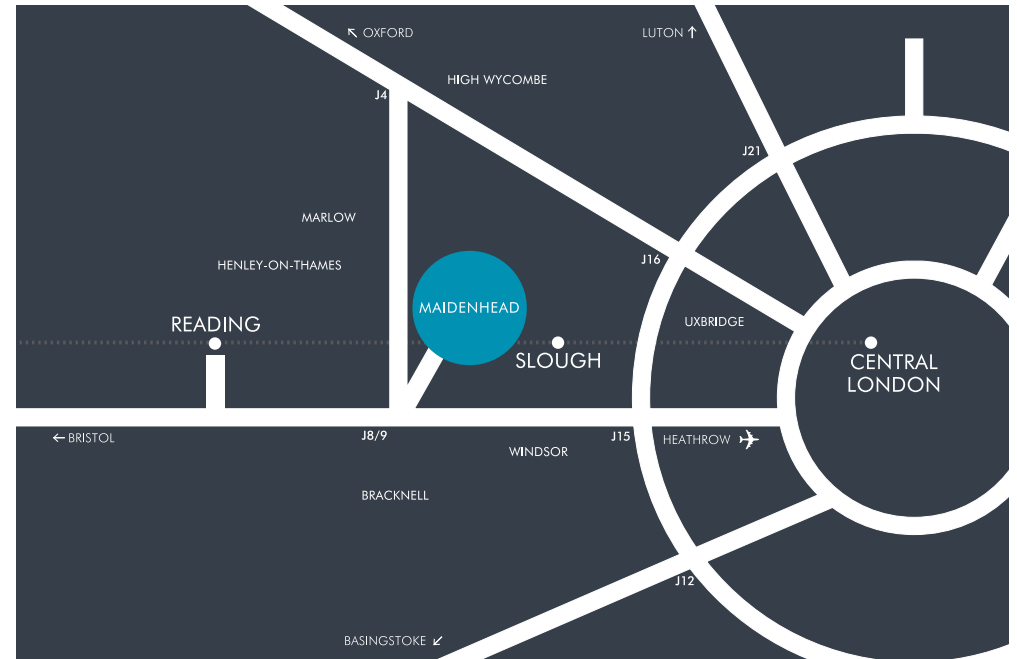 ↖ OXFORD
LUTON ↑
HIGH WYCOMBE
J4
J21
MARLOW
J16
HENLEY-ON-THAMES
MAIDENHEAD
READING
UXBRIDGE
SLOUGH
CENTRAL
LONDON
← BRISTOL
J8/9
J15
HEATHROW
WINDSOR
BRACKNELL
J12
BASINGSTOKE ↙